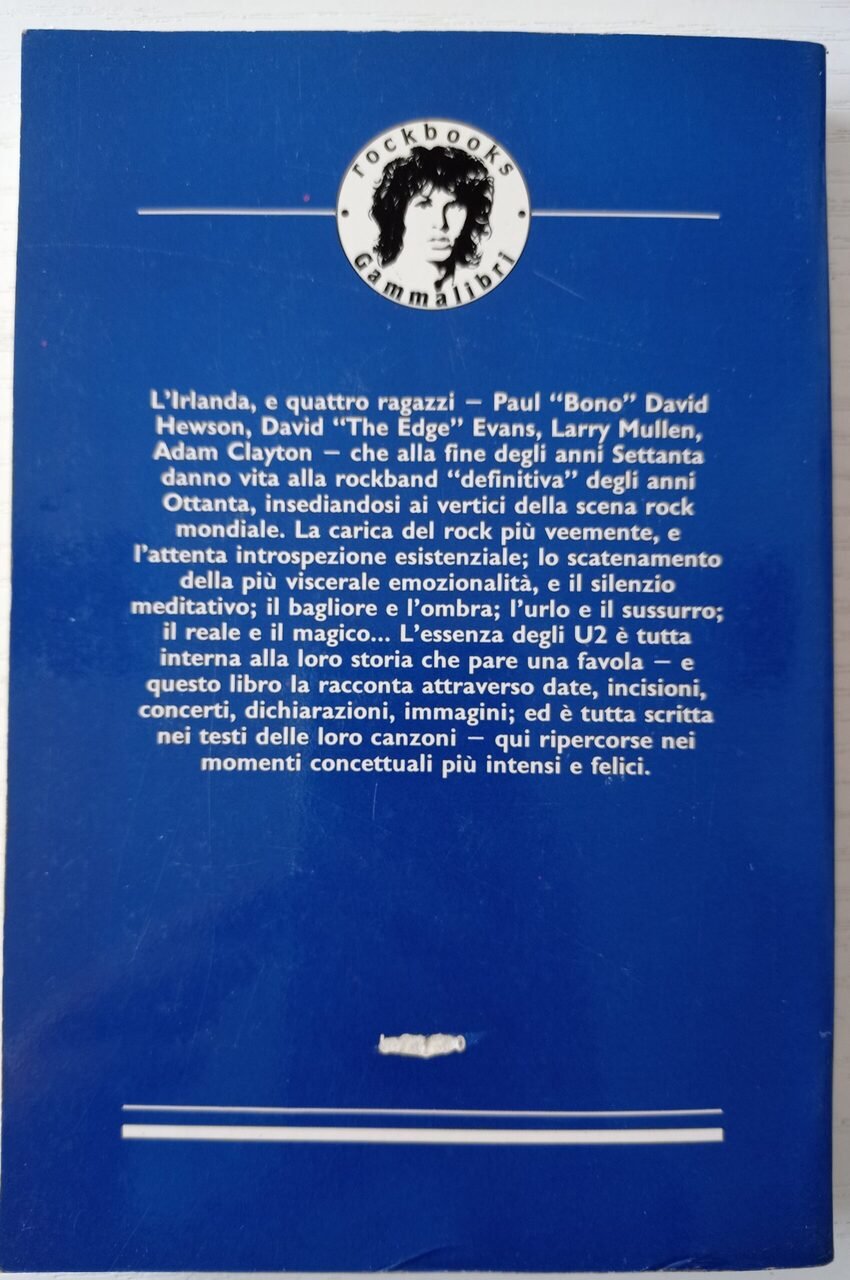 rockbooks
Gammalibri
L'Irlanda, e quattro ragazzi — Paul "Bono" David
Hewson, David "The Edge" Evans, Larry Mullen,
Adam Clayton — che alla fine degli anni Settanta
danno vita alla rockband "definitiva" degli anni
Ottanta, insediandosi ai vertici della scena rock
mondiale. La carica del rock più veemente, e
l'attenta introspezione esistenziale; lo scatenamento
della più viscerale emozionalità, e il silenzio
meditativo; il bagliore e l'ombra; l'urlo e il sussurro;
il reale e il magico... L'essenza degli U2 è tutta
interna alla loro storia che pare una favola — e
questo libro la racconta attraverso date, incisioni,
concerti, dichiarazioni, immagini; ed è tutta scritta
nei testi delle loro canzoni — qui ripercorse nei
momenti concettuali più intensi e felici.